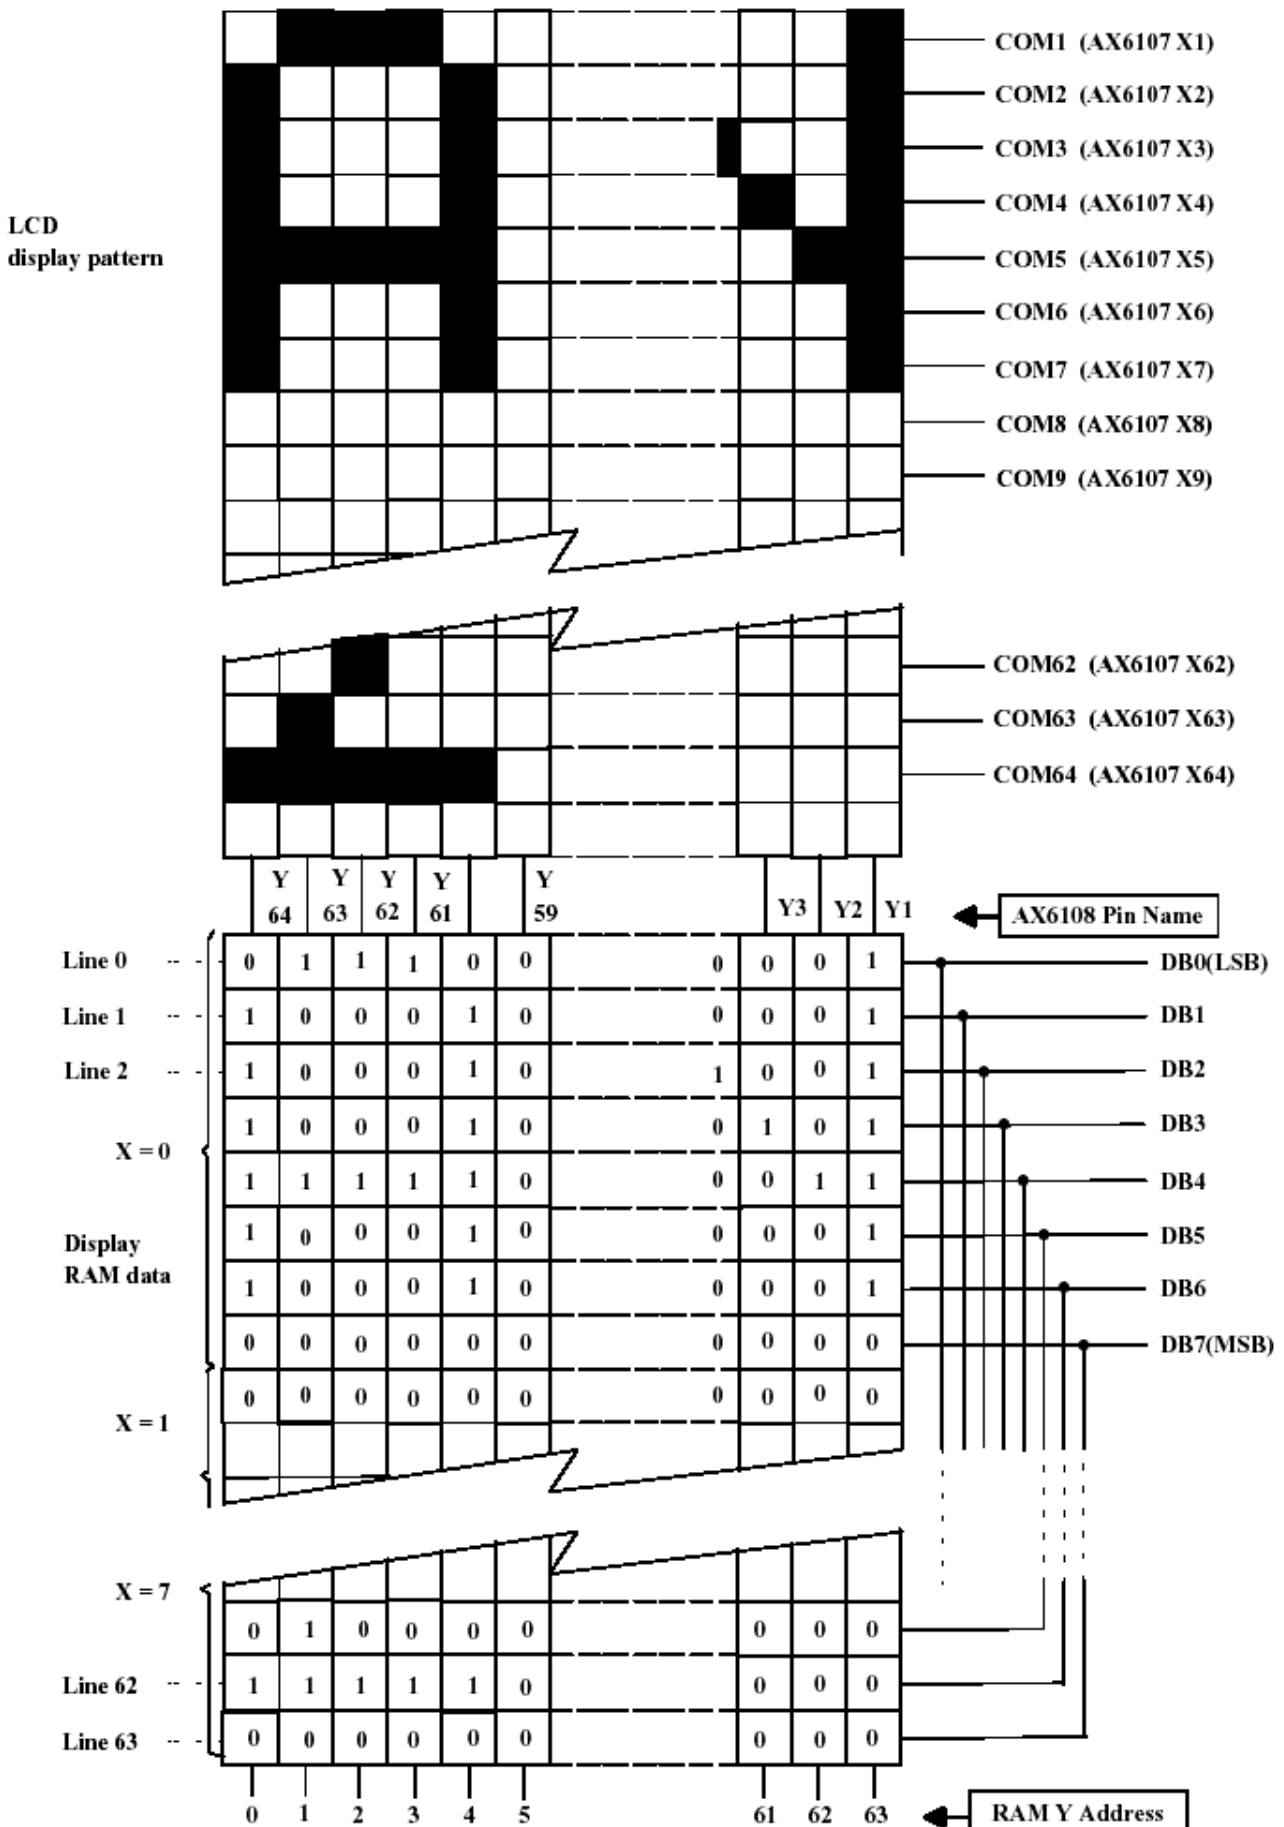 COM1 (AX6107 X1)
COM2 (AX6107 X2)
COM3 (AX6107 X3)
COM4 (AX6107 X4)
LCD
display pattern
COM5 (AX6107 X5)
COM6 (AX6107 X6)
COM7 (AX6107 X7)
COM8 (AX6107 X8)
COM9 (AX6107 X9)
COM62 (AX6107 X62)
COM63 (AX6107 X63)
COM64 (AX6107 X64)
Y Y Y Y Y
64 63 62 61 59 Y3 Y2 Y1
AX6108 Pin Name
Line 0 0 1 1 1 0 0 0 0 0 1 DB0(LSB)
Line 1 1 0 0 0 1 0 0 0 0 1 DB1
Line 2 1 0 0 0 1 0 1 0 0 1 DB2
1 0 0 0 1 0 0 1 0 1 DB3
X = 0
1 1 1 1 1 0 0 0 1 1 DB4
1 0 0 0 1 0 0 0 0 1 DB5
Display
RAM data
1 0 0 0 1 0 0 0 0 1 DB6
0 0 0 0 0 0 0 0 0 0 DB7(MSB)
0 0 0 0 0 0 0 0 0 0
X = 1
X = 7
0 1 0 0 0 0 0 0 0
Line 62 1 1 1 1 1 0 0 0 0
Line 63 0 0 0 0 0 0 0 0 0
0 1 2 3 4 5 61 62 63
RAM Y Address